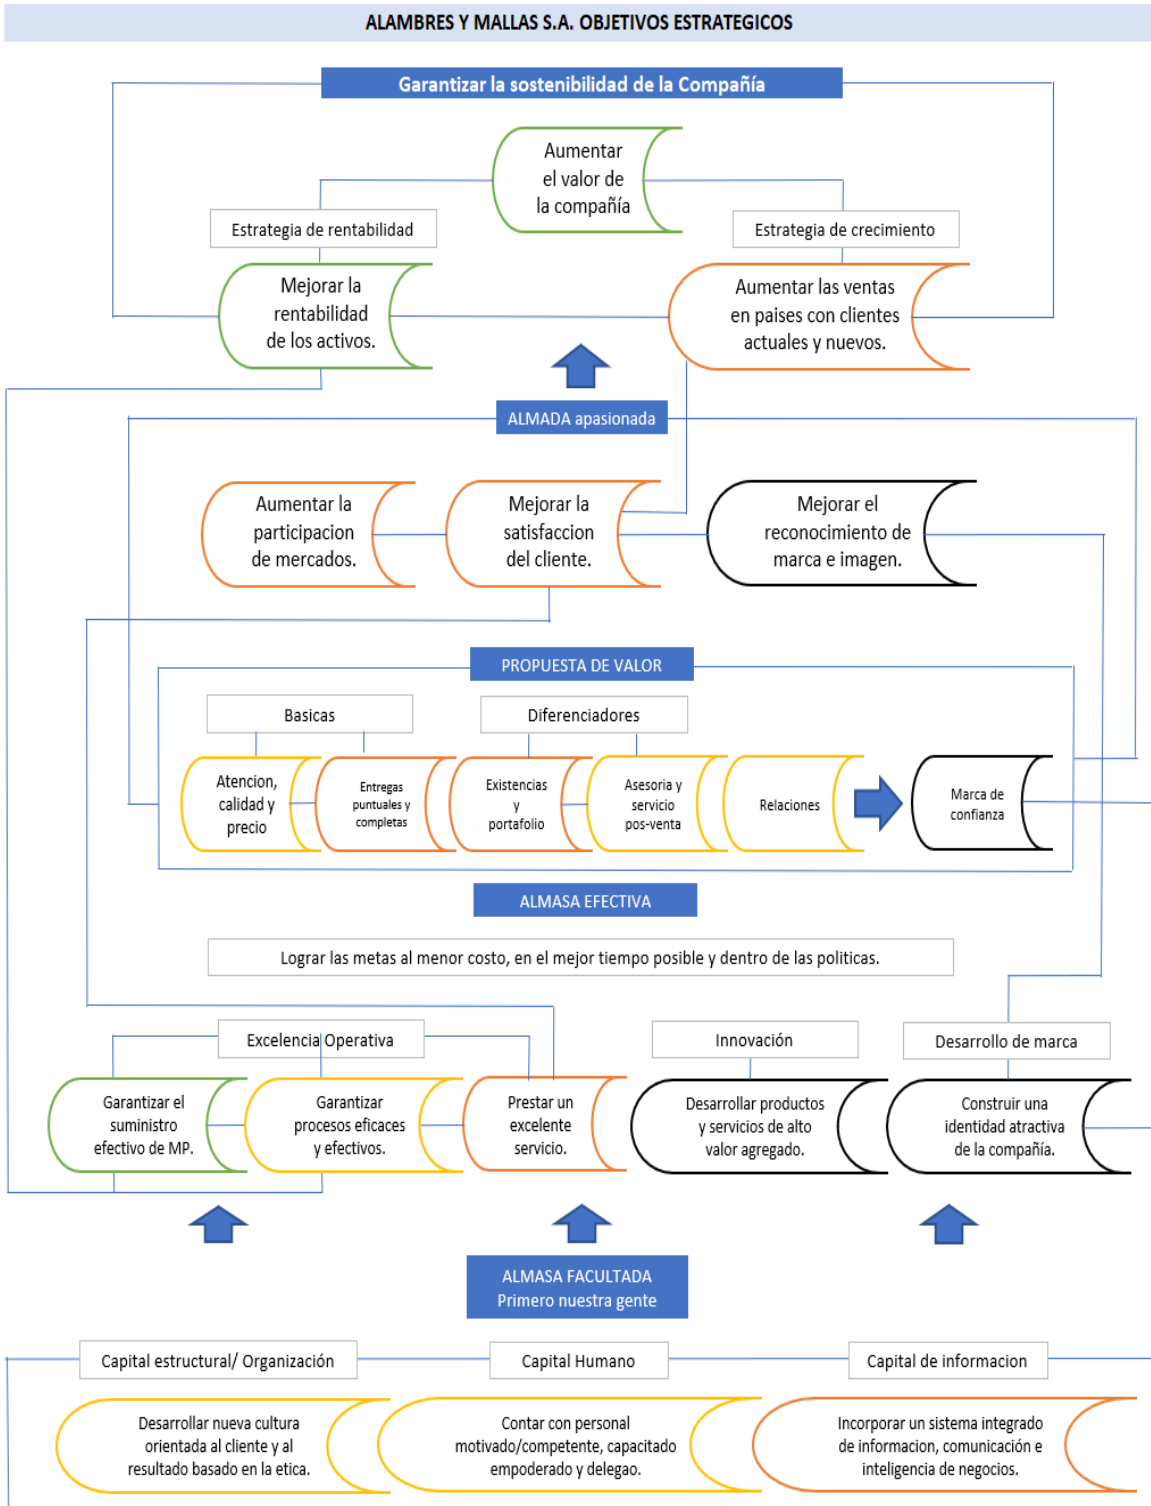 ALAMBRES Y MALLAS S.A. OBJETIVOS ESTRATEGICOS
Garantizar la sostenibilidad de la Compañía
Aumentar
el valor de
la compañía
Estrategia de rentabilidad
Estrategia de crecimiento
Mejorar la
rentabilidad
de los activos.
Aumentar las ventas
en paises con clientes
actuales y nuevos.
ALMADA apasionada
Aumentar la
participacion
de mercados.
Mejorar la
satisfaccion
del cliente.
Mejorar el
reconocimiento de
marca e imagen.
PROPUESTA DE VALOR
Basicas
Diferenciadores
Atencion,
calidad y
precio
Entregas
puntuales y
completas
Existencias
y
portafolio
Asesoria y
servicio
pos-venta
Relaciones
Marca de
confianza
ALMASA EFECTIVA
Lograr las metas al menor costo, en el mejor tiempo posible y dentro de las politicas.
Excelencia Operativa
Innovación
Desarrollo de marca
Garantizar el
suministro
efectivo de MP.
Garantizar
procesos eficaces
y efectivos.
Prestar un
excelente
servicio.
Desarrollar productos
y servicios de alto
valor agregado.
Construir una
identidad atractiva
de la compañía.
ALMASA FACULTADA
Primero nuestra gente
Capital estructural/ Organización
Capital Humano
Capital de informacion
Desarrollar nueva cultura
orientada al cliente y al
resultado basado en la etica.
Contar con personal
motivado/competente, capacitado
empoderado y delegao.
Incorporar un sistema integrado
de informacion, comunicación e
inteligencia de negocios.